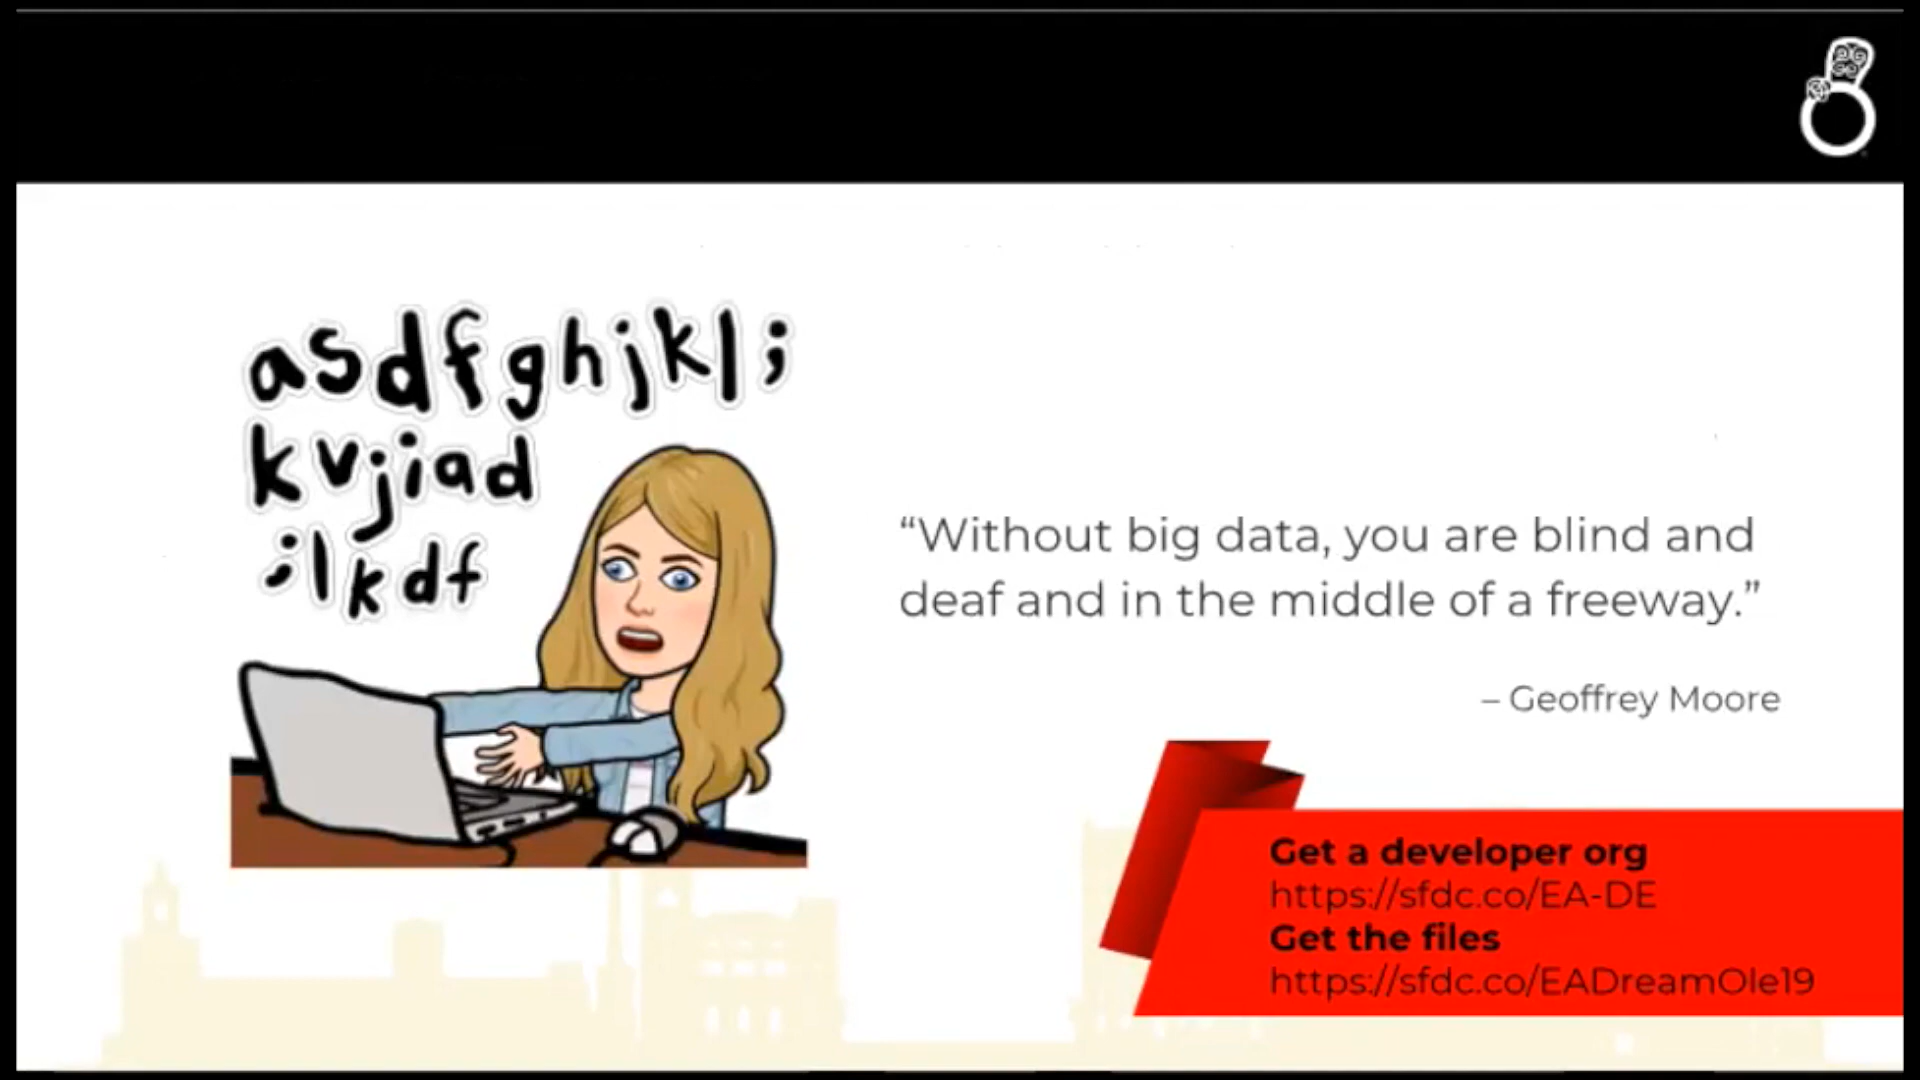 asdfghjkl;
kvjiad
;lkdf
“Without big data, you are blind and
deaf and in the middle of a freeway.”
– Geoffrey Moore
Get a developer org
https://sfdc.co/EA-DE
Get the files
https://sfdc.co/EADreamOle19